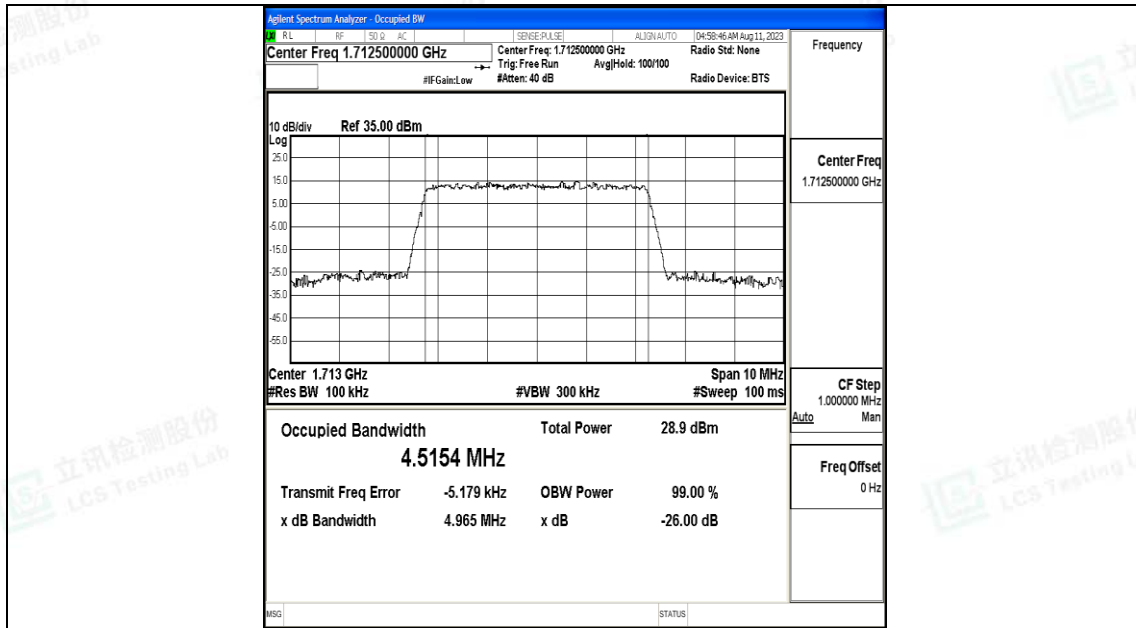 Agilent Spectrum Analyzer - Occupied BW
LXI RL RF 50 Ω AC SENSE:PULSE ALIGN AUTO 04:58:46 AM Aug 11, 2023
Center Freq 1.712500000 GHz
Center Freq: 1.712500000 GHz
Radio Std: None
Trig: Free Run Avg|Hold: 100/100
#IFGain:Low
#Atten: 40 dB
Radio Device: BTS
10 dB/div Ref 35.00 dBm
Log
25.0
15.0
5.00
-5.00
-15.0
-25.0
-35.0
-45.0
-55.0
Center 1.713 GHz Span 10 MHz
#Res BW 100 kHz #VBW 300 kHz #Sweep 100 ms
Occupied Bandwidth Total Power 28.9 dBm
4.5154 MHz
Transmit Freq Error -5.179 kHz OBW Power 99.00 %
x dB Bandwidth 4.965 MHz x dB -26.00 dB
MSG STATUS
Frequency
Center Freq
1.712500000 GHz
CF Step
1.000000 MHz
Auto Man
Freq Offset
0 Hz
立讯检测股份
LCS Testing Lab